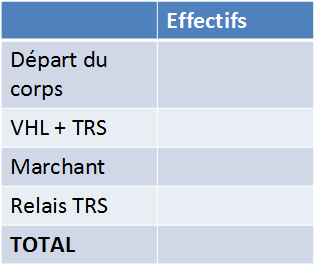 Effectifs
Départ du
corps
VHL + TRS
Marchant
Relais TRS
TOTAL